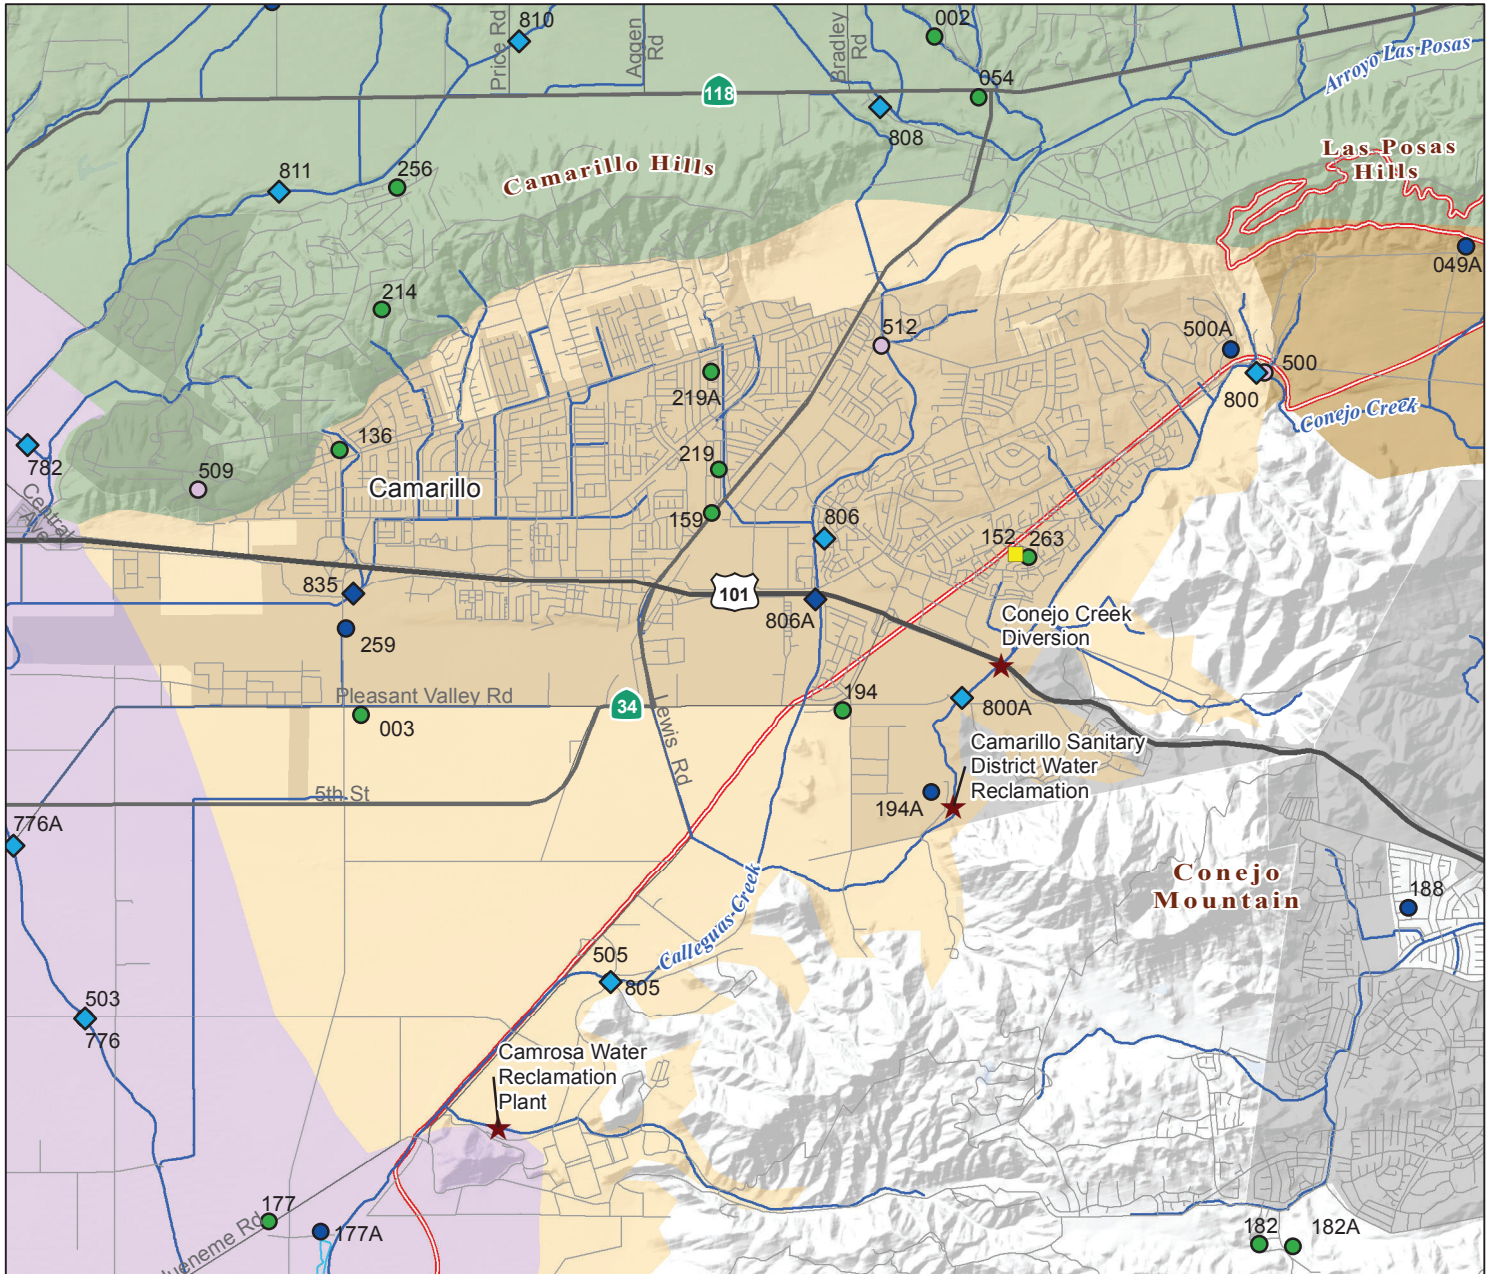 810
002
Price Rd
Aggen
Rd
Bradley
Rd
Arroyo Las Posas
054
118
808
Las Posas
Hills
Camarillo Hills
811
256
049A
214
512
500A
500
800
Conejo Creek
219A
136
782
509
219
Camarillo
Central
Ave
159
806
152
263
835
101
806A
Conejo Creek
Diversion
259
Pleasant Valley Rd
34
194
800A
003
Lewis Rd
Camarillo Sanitary
District Water
Reclamation
5th St
194A
776A
Conejo
Mountain
188
Calleguas Creek
505
805
503
776
Camrosa Water
Reclamation
Plant
177
177A
ueneme Rd
182
182A